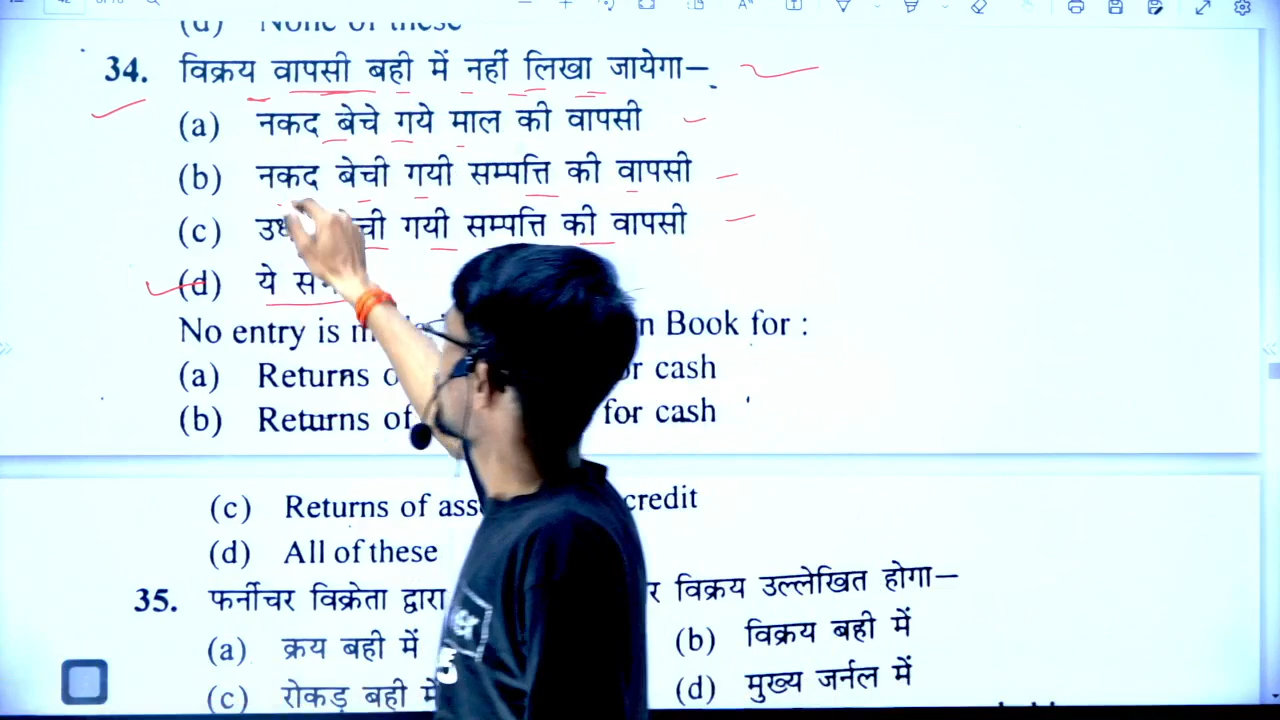 34. विक्रय वापसी बही में नहीं लिखा जायेगा–
(a) नकद बेचे गये माल की वापसी
(b) नकद बेची गयी सम्पत्ति की वापसी
(c) गयी सम्पत्ति की वापसी
(d) ये
No entry is Book for :
(a) Returns cash
(b) Returns of for cash
(c) Returns of credit
(d) All of these
35. फर्नीचर विक्रेता द्वारा विक्रय उल्लेखित होगा–
(a) क्रय बही में (b) विक्रय बही में
(c) रोकड़ बही (d) मुख्य जर्नल में